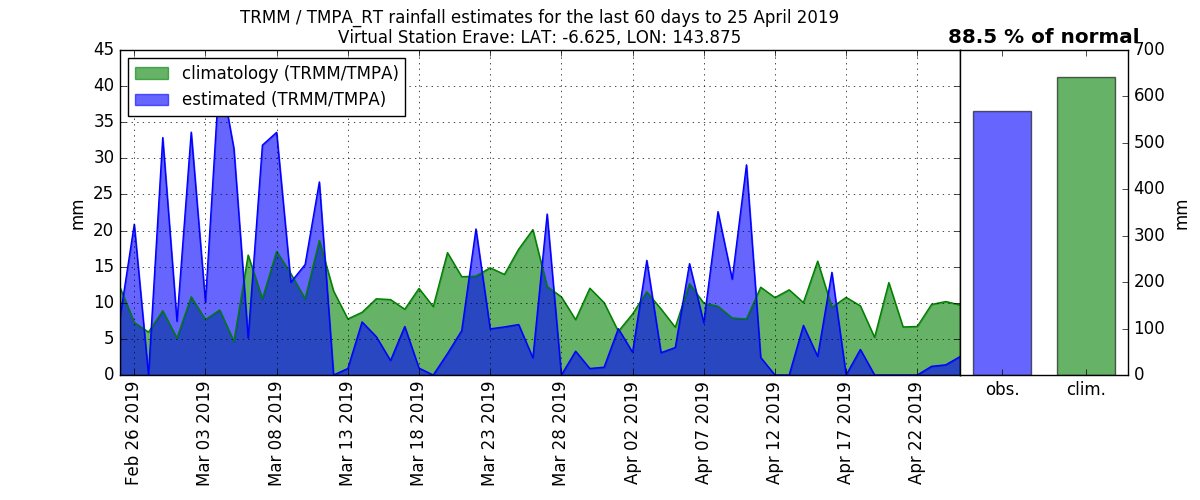 TRMM / TMPA_RT rainfall estimates for the last 60 days to 25 April 2019
Virtual Station Erave: LAT: -6.625, LON: 143.875
88.5 % of normal
climatology (TRMM/TMPA)
estimated (TRMM/TMPA)
45
40
35
30
25
20
15
10
5
0
mm
700
600
500
400
300
200
100
0
mm
Feb 26 2019
Mar 03 2019
Mar 08 2019
Mar 13 2019
Mar 18 2019
Mar 23 2019
Mar 28 2019
Apr 02 2019
Apr 07 2019
Apr 12 2019
Apr 17 2019
Apr 22 2019
obs.
clim.